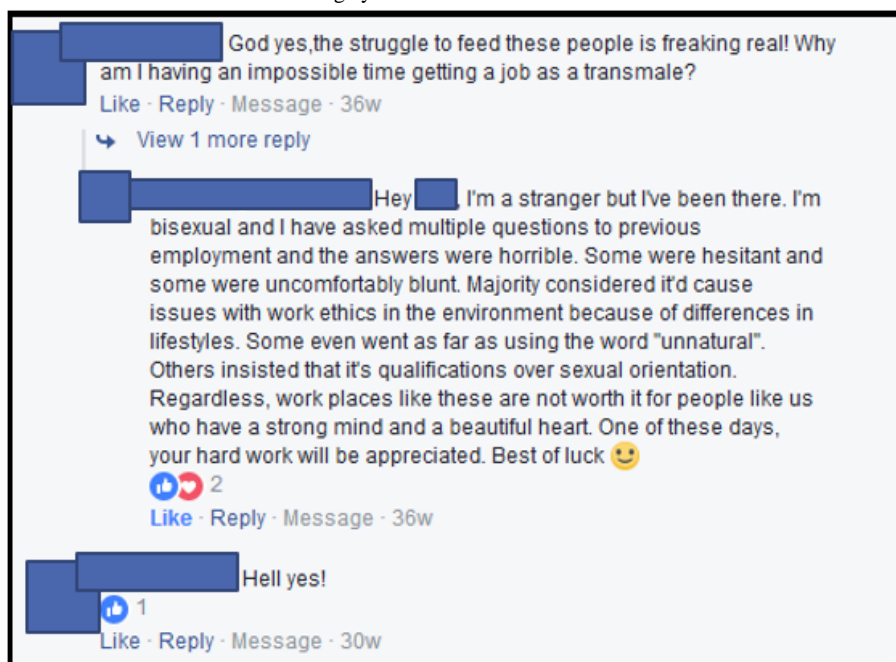 God yes,the struggle to feed these people is freaking real! Why
am I having an impossible time getting a job as a transmale?
Like · Reply · Message · 36w
View 1 more reply
Hey , I'm a stranger but I've been there. I'm
bisexual and I have asked multiple questions to previous
employment and the answers were horrible. Some were hesitant and
some were uncomfortably blunt. Majority considered it'd cause
issues with work ethics in the environment because of differences in
lifestyles. Some even went as far as using the word "unnatural".
Others insisted that it's qualifications over sexual orientation.
Regardless, work places like these are not worth it for people like us
who have a strong mind and a beautiful heart. One of these days,
your hard work will be appreciated. Best of luck 🙂
2
Like · Reply · Message · 36w
Hell yes!
1
Like · Reply · Message · 30w